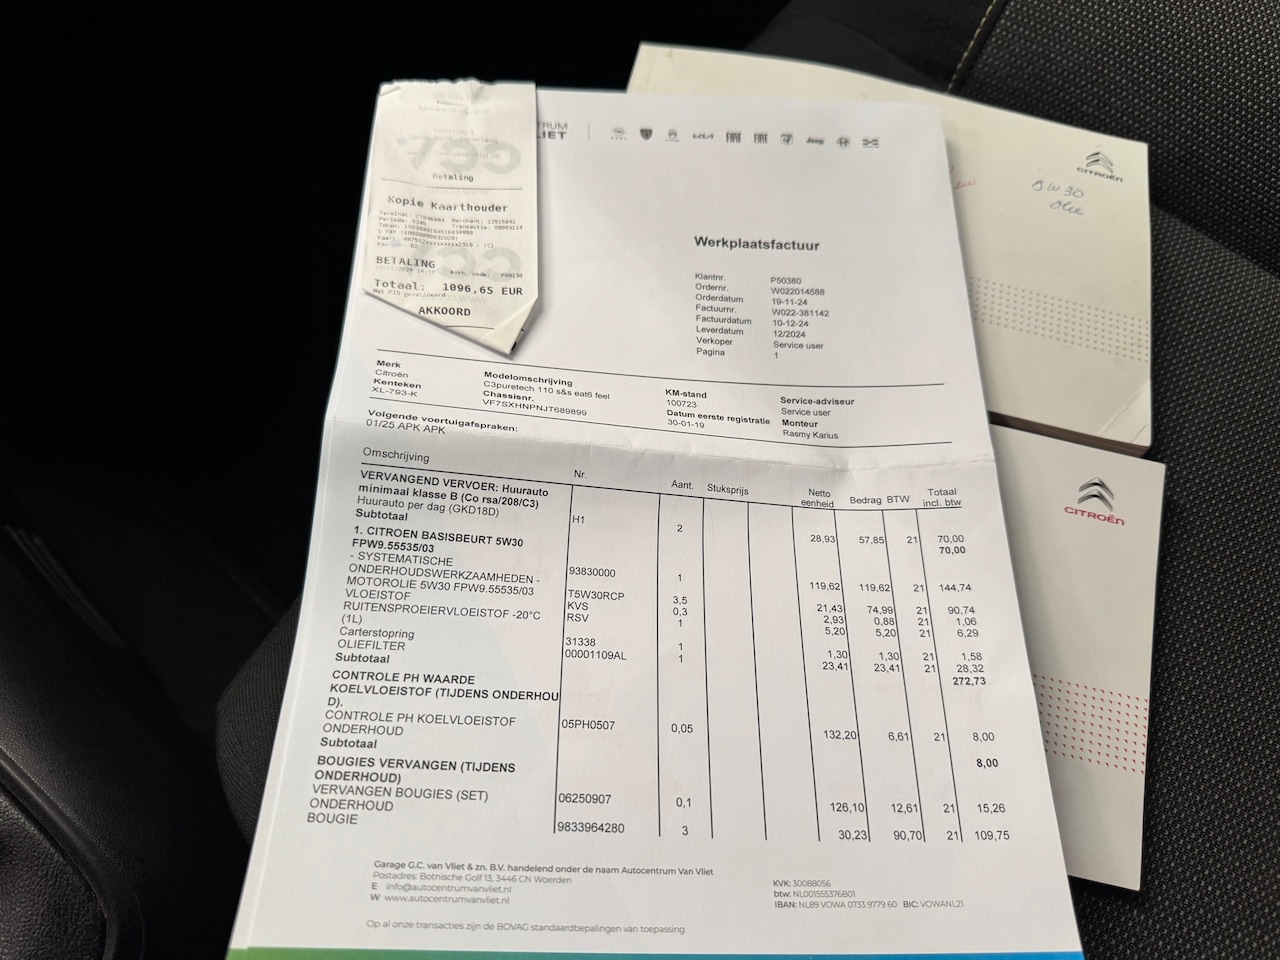 TRUM
LIET
KIA
FIAT
FIAT
Jeep
Betaling
Kopie Kaarthouder
BETALING
Totaal: 1096,65 EUR
AKKOORD
CITROËN
0W30
olie
CITROËN
Werkplaatsfactuur
Klantnr. P50380
Ordernr. W022014588
Orderdatum 19-11-24
Factuurnr. W022-381142
Factuurdatum 10-12-24
Leverdatum 12/2024
Verkoper Service user
Pagina 1
Merk Modelomschrijving KM-stand Service-adviseur
Citroën C3puretech 110 s&s eat6 feel 100723 Service user
Kenteken Chassisnr. Datum eerste registratie Monteur
XL-793-K VF7SXHNPNJT689899 30-01-19 Rasmy Karius
Volgende voertuigafspraken:
01/25 APK APK
Omschrijving Nr. Aant. Stuksprijs Netto eenheid Bedrag BTW Totaal incl. btw
VERVANGEND VERVOER: Huurauto
minimaal klasse B (Co rsa/208/C3)
Huurauto per dag (GKD18D) H1 2 28,93 57,85 21 70,00
Subtotaal 70,00
1. CITROEN BASISBEURT 5W30
FPW9.55535/03
- SYSTEMATISCHE
ONDERHOUDSWERKZAAMHEDEN - 93830000 1 119,62 119,62 21 144,74
MOTOROLIE 5W30 FPW9.55535/03 T5W30RCP 3,5 21,43 74,99 21 90,74
VLOEISTOF KVS 0,3 2,93 0,88 21 1,06
RUITENSPROEIERVLOEISTOF -20°C RSV 1 5,20 5,20 21 6,29
(1L)
Carterstopring 31338 1 1,30 1,30 21 1,58
OLIEFILTER 00001109AL 1 23,41 23,41 21 28,32
Subtotaal 272,73
CONTROLE PH WAARDE
KOELVLOEISTOF (TIJDENS ONDERHOU
D).
CONTROLE PH KOELVLOEISTOF 05PH0507 0,05 132,20 6,61 21 8,00
ONDERHOUD
Subtotaal 8,00
BOUGIES VERVANGEN (TIJDENS
ONDERHOUD)
VERVANGEN BOUGIES (SET) 06250907 0,1 126,10 12,61 21 15,26
ONDERHOUD
BOUGIE 9833964280 3 30,23 90,70 21 109,75
Garage G.C. van Vliet & zn. B.V. handelend onder de naam Autocentrum Van Vliet
Postadres: Botnische Golf 13, 3446 CN Woerden
E info@autocentrumvanvliet.nl
W www.autocentrumvanvliet.nl
KVK: 30088056
btw: NL001555376B01
IBAN: NL89 VOWA 0733 9779 60 BIC: VOWANL21
Op al onze transacties zijn de BOVAG standaardbepalingen van toepassing